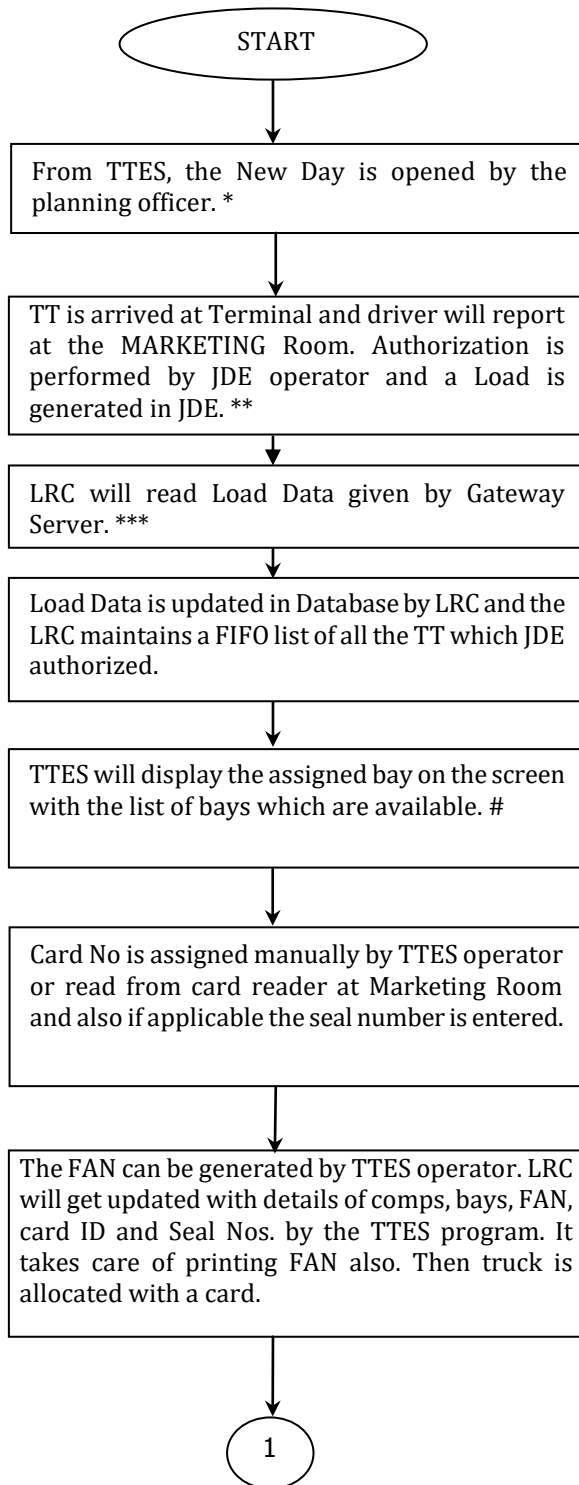 START
From TTES, the New Day is opened by the
planning officer. *
TT is arrived at Terminal and driver will report
at the MARKETING Room. Authorization is
performed by JDE operator and a Load is
generated in JDE. **
LRC will read Load Data given by Gateway
Server. ***
Load Data is updated in Database by LRC and the
LRC maintains a FIFO list of all the TT which JDE
authorized.
TTES will display the assigned bay on the screen
with the list of bays which are available. #
Card No is assigned manually by TTES operator
or read from card reader at Marketing Room
and also if applicable the seal number is entered.
The FAN can be generated by TTES operator. LRC
will get updated with details of comps, bays, FAN,
card ID and Seal Nos. by the TTES program. It
takes care of printing FAN also. Then truck is
allocated with a card.
1